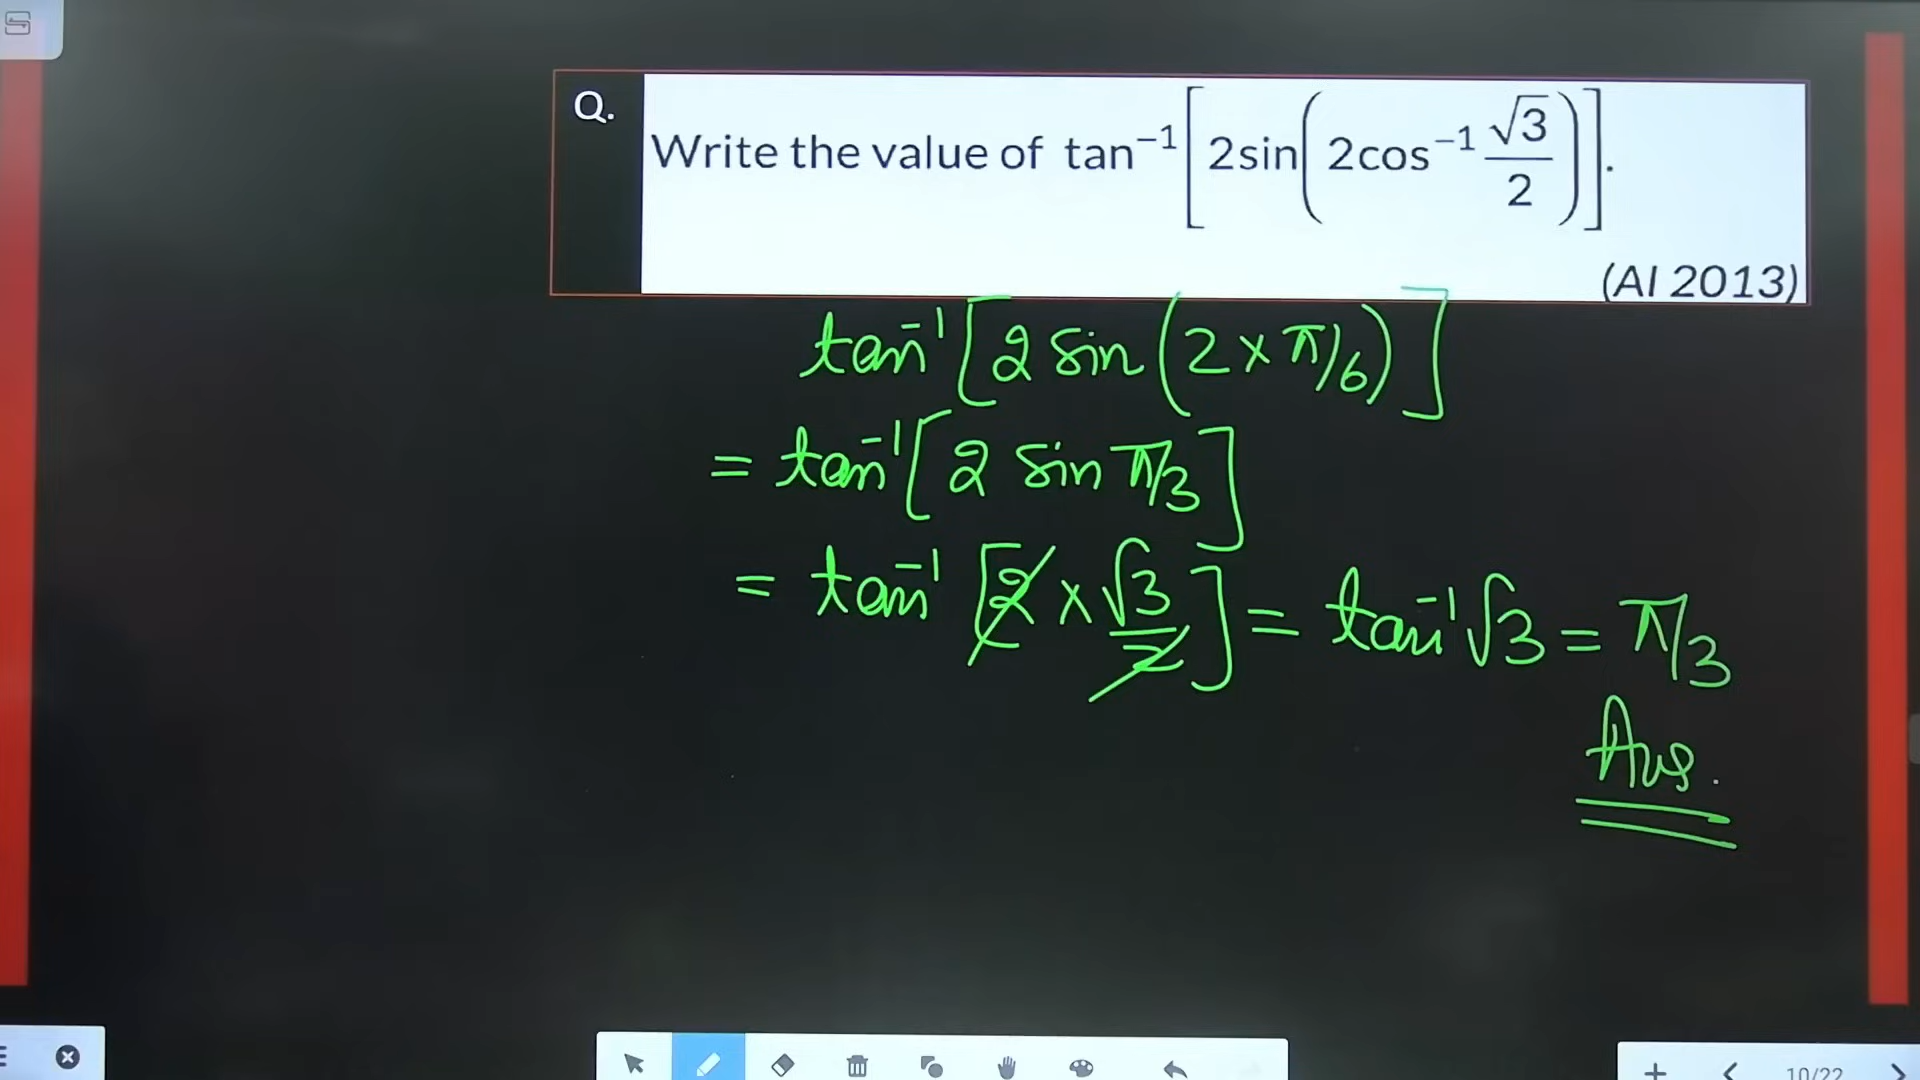 Q.
Write the value of tan⁻¹[2sin(2cos⁻¹ √3/2)].
(AI 2013)
tan⁻¹[2 sin(2×π/6)]
= tan⁻¹[2 sin π/3]
= tan⁻¹[2 × √3/2] = tan⁻¹√3 = π/3
Ans.
10/22